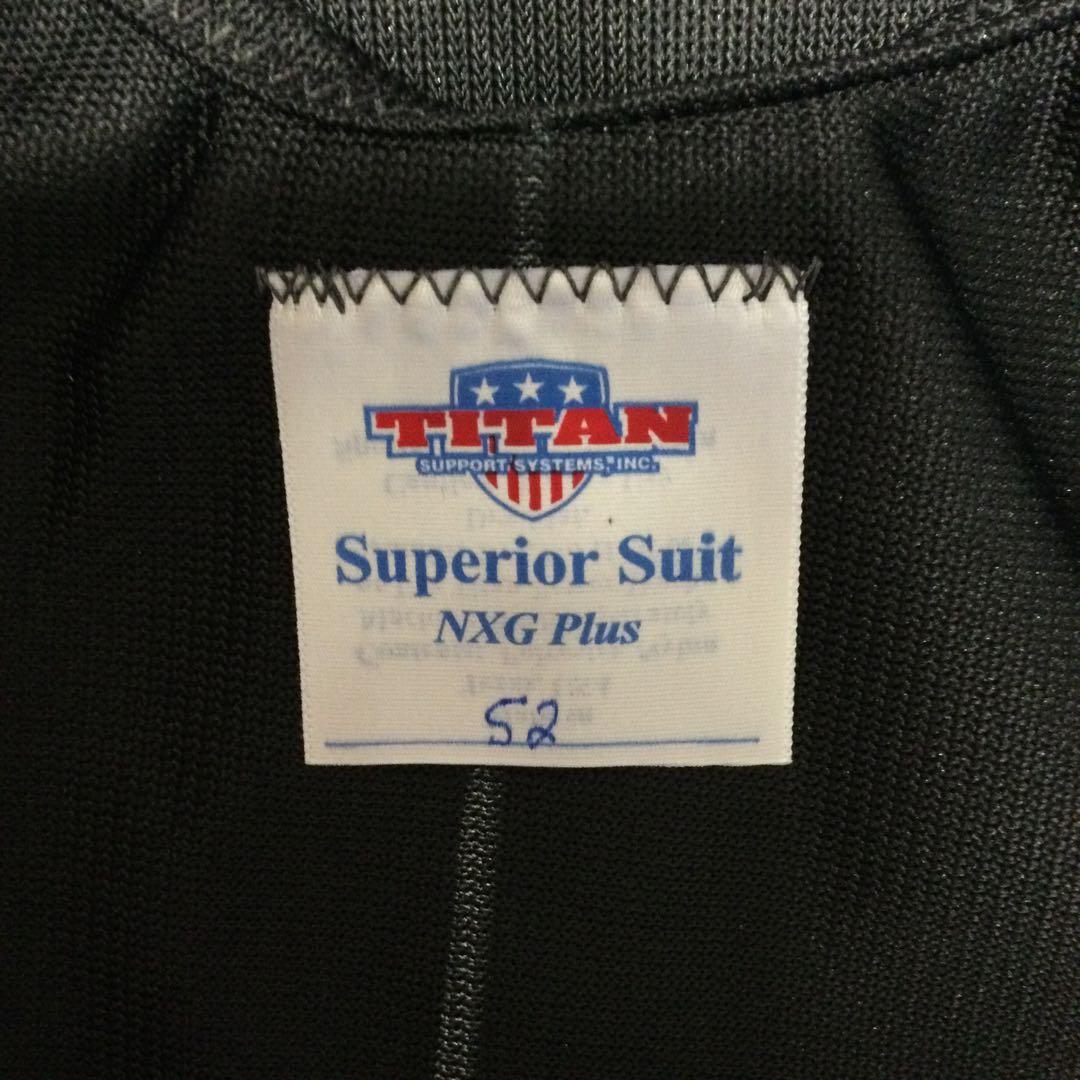 TITAN
SUPPORT SYSTEMS, INC.
Superior Suit
NXG Plus
52